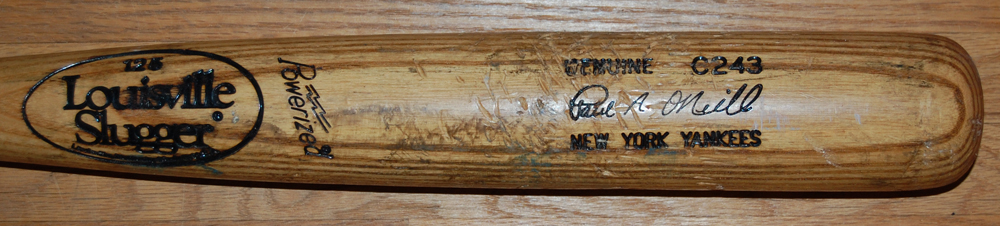 125
Louisville
Slugger®
Powerized
GENUINE C243
Paul A O'Neill
NEW YORK YANKEES